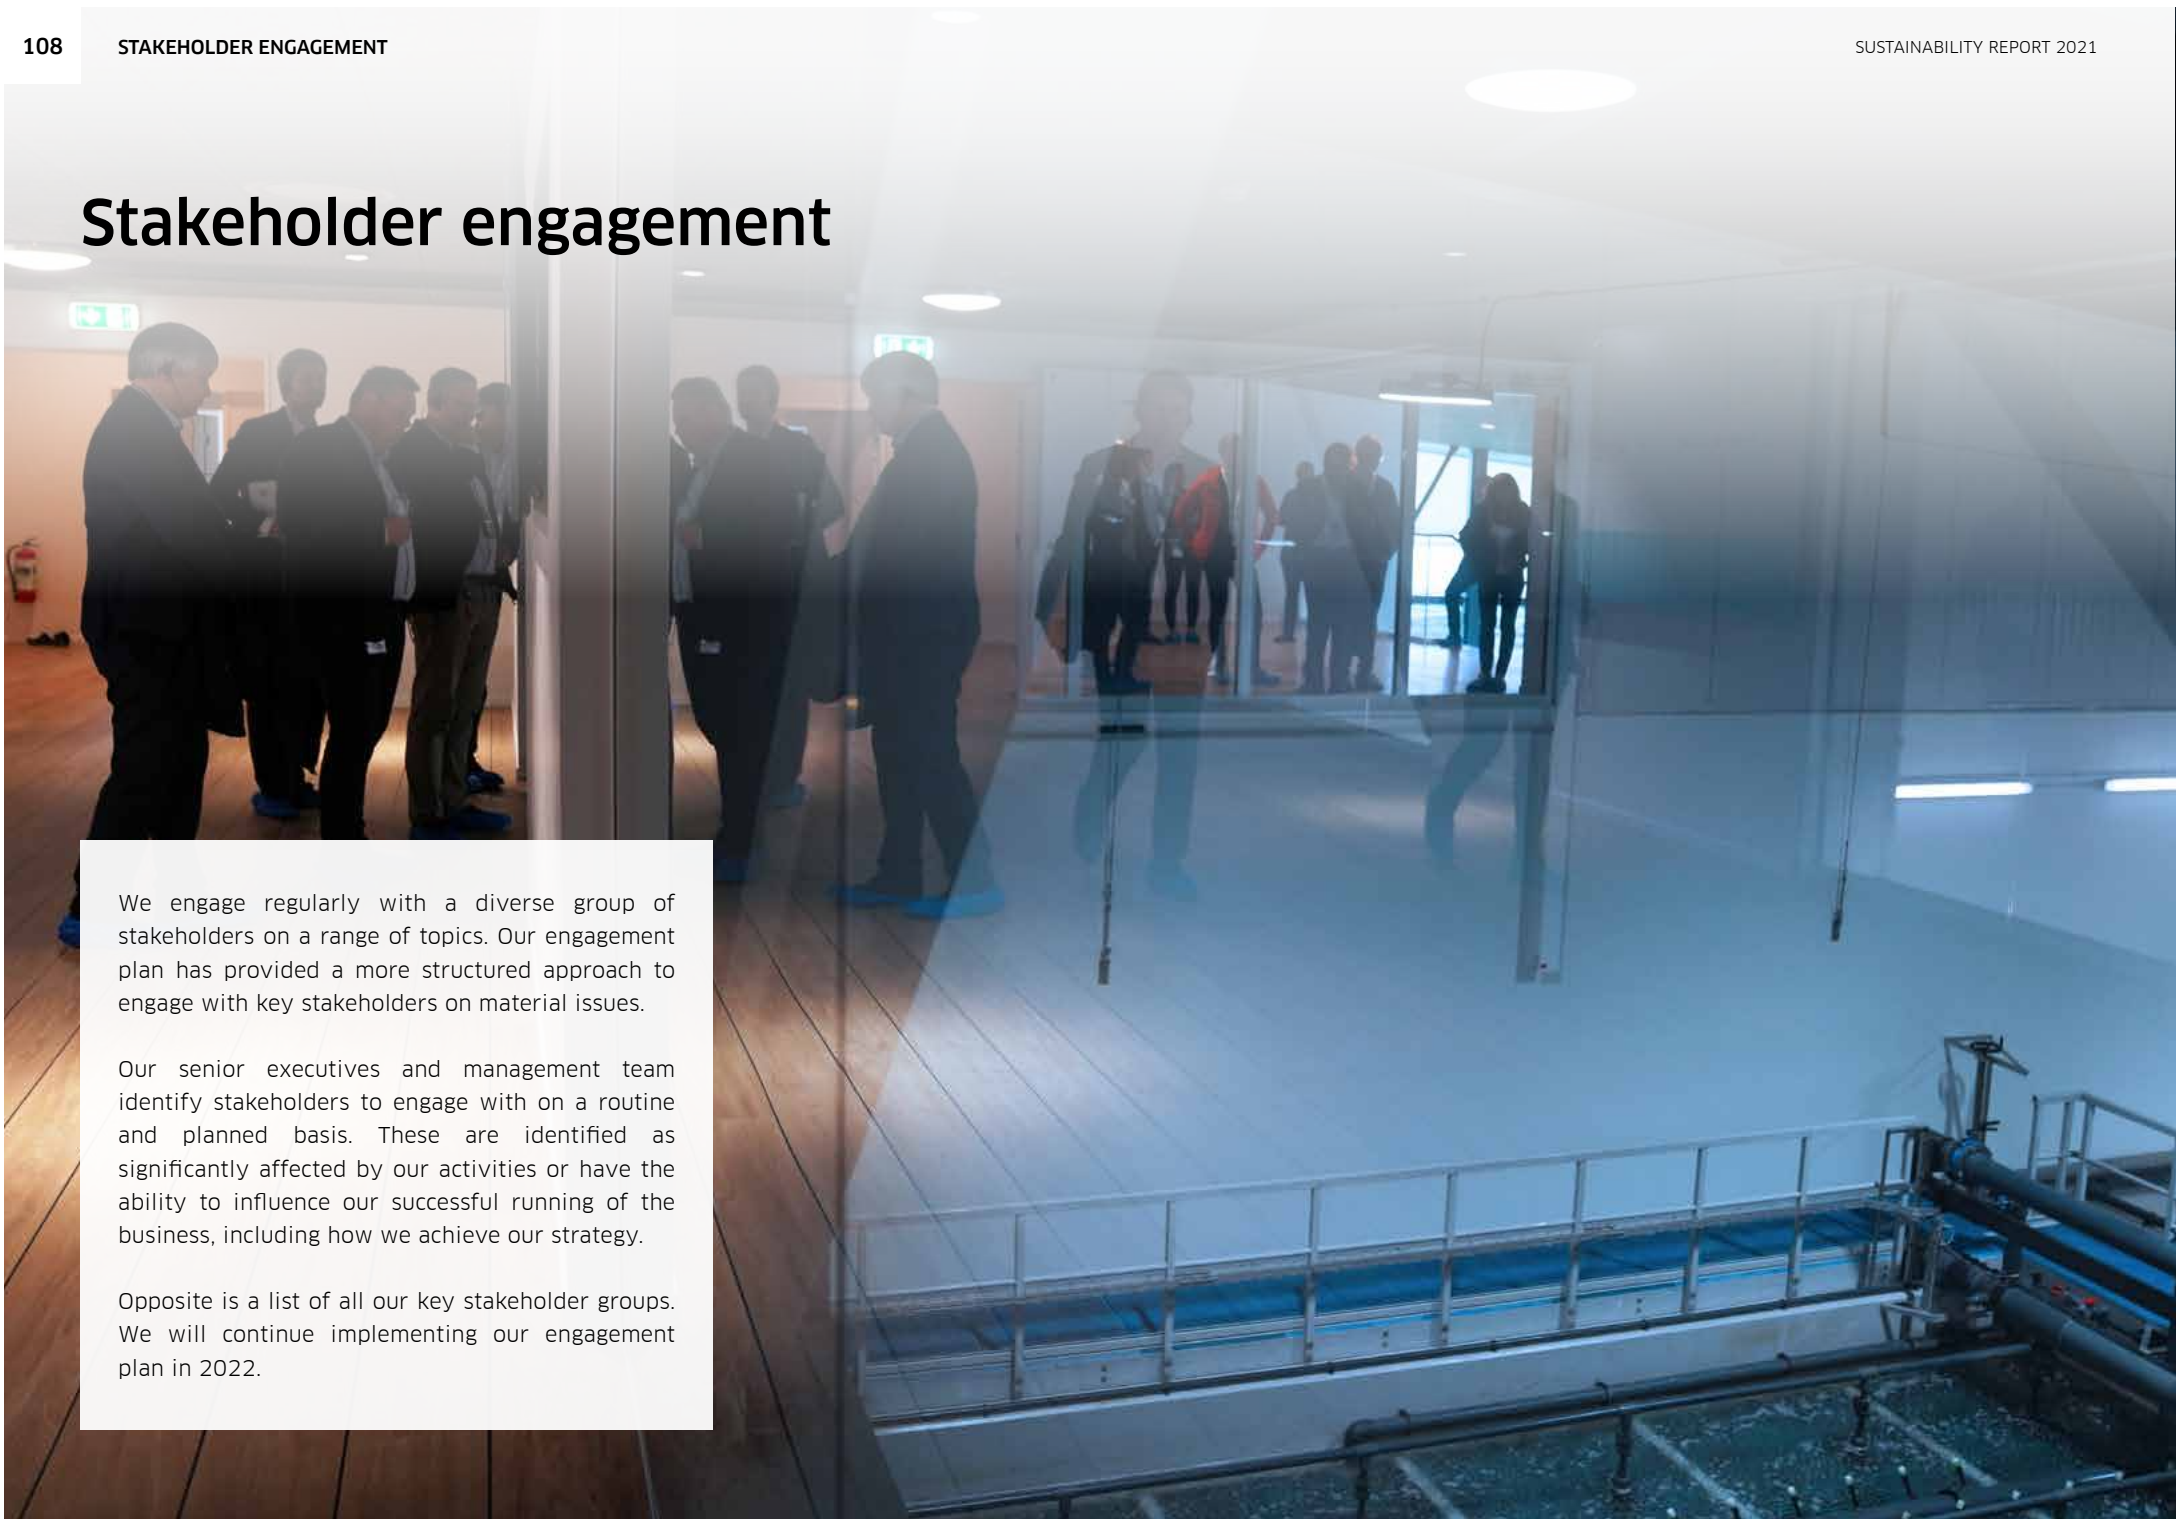 108
STAKEHOLDER ENGAGEMENT
SUSTAINABILITY REPORT 2021
Stakeholder engagement
We engage regularly with a diverse group of
stakeholders on a range of topics. Our engagement
plan has provided a more structured approach to
engage with key stakeholders on material issues.
Our senior executives and management team
identify stakeholders to engage with on a routine
and planned basis. These are identified as
significantly affected by our activities or have the
ability to influence our successful running of the
business, including how we achieve our strategy.
Opposite is a list of all our key stakeholder groups.
We will continue implementing our engagement
plan in 2022.